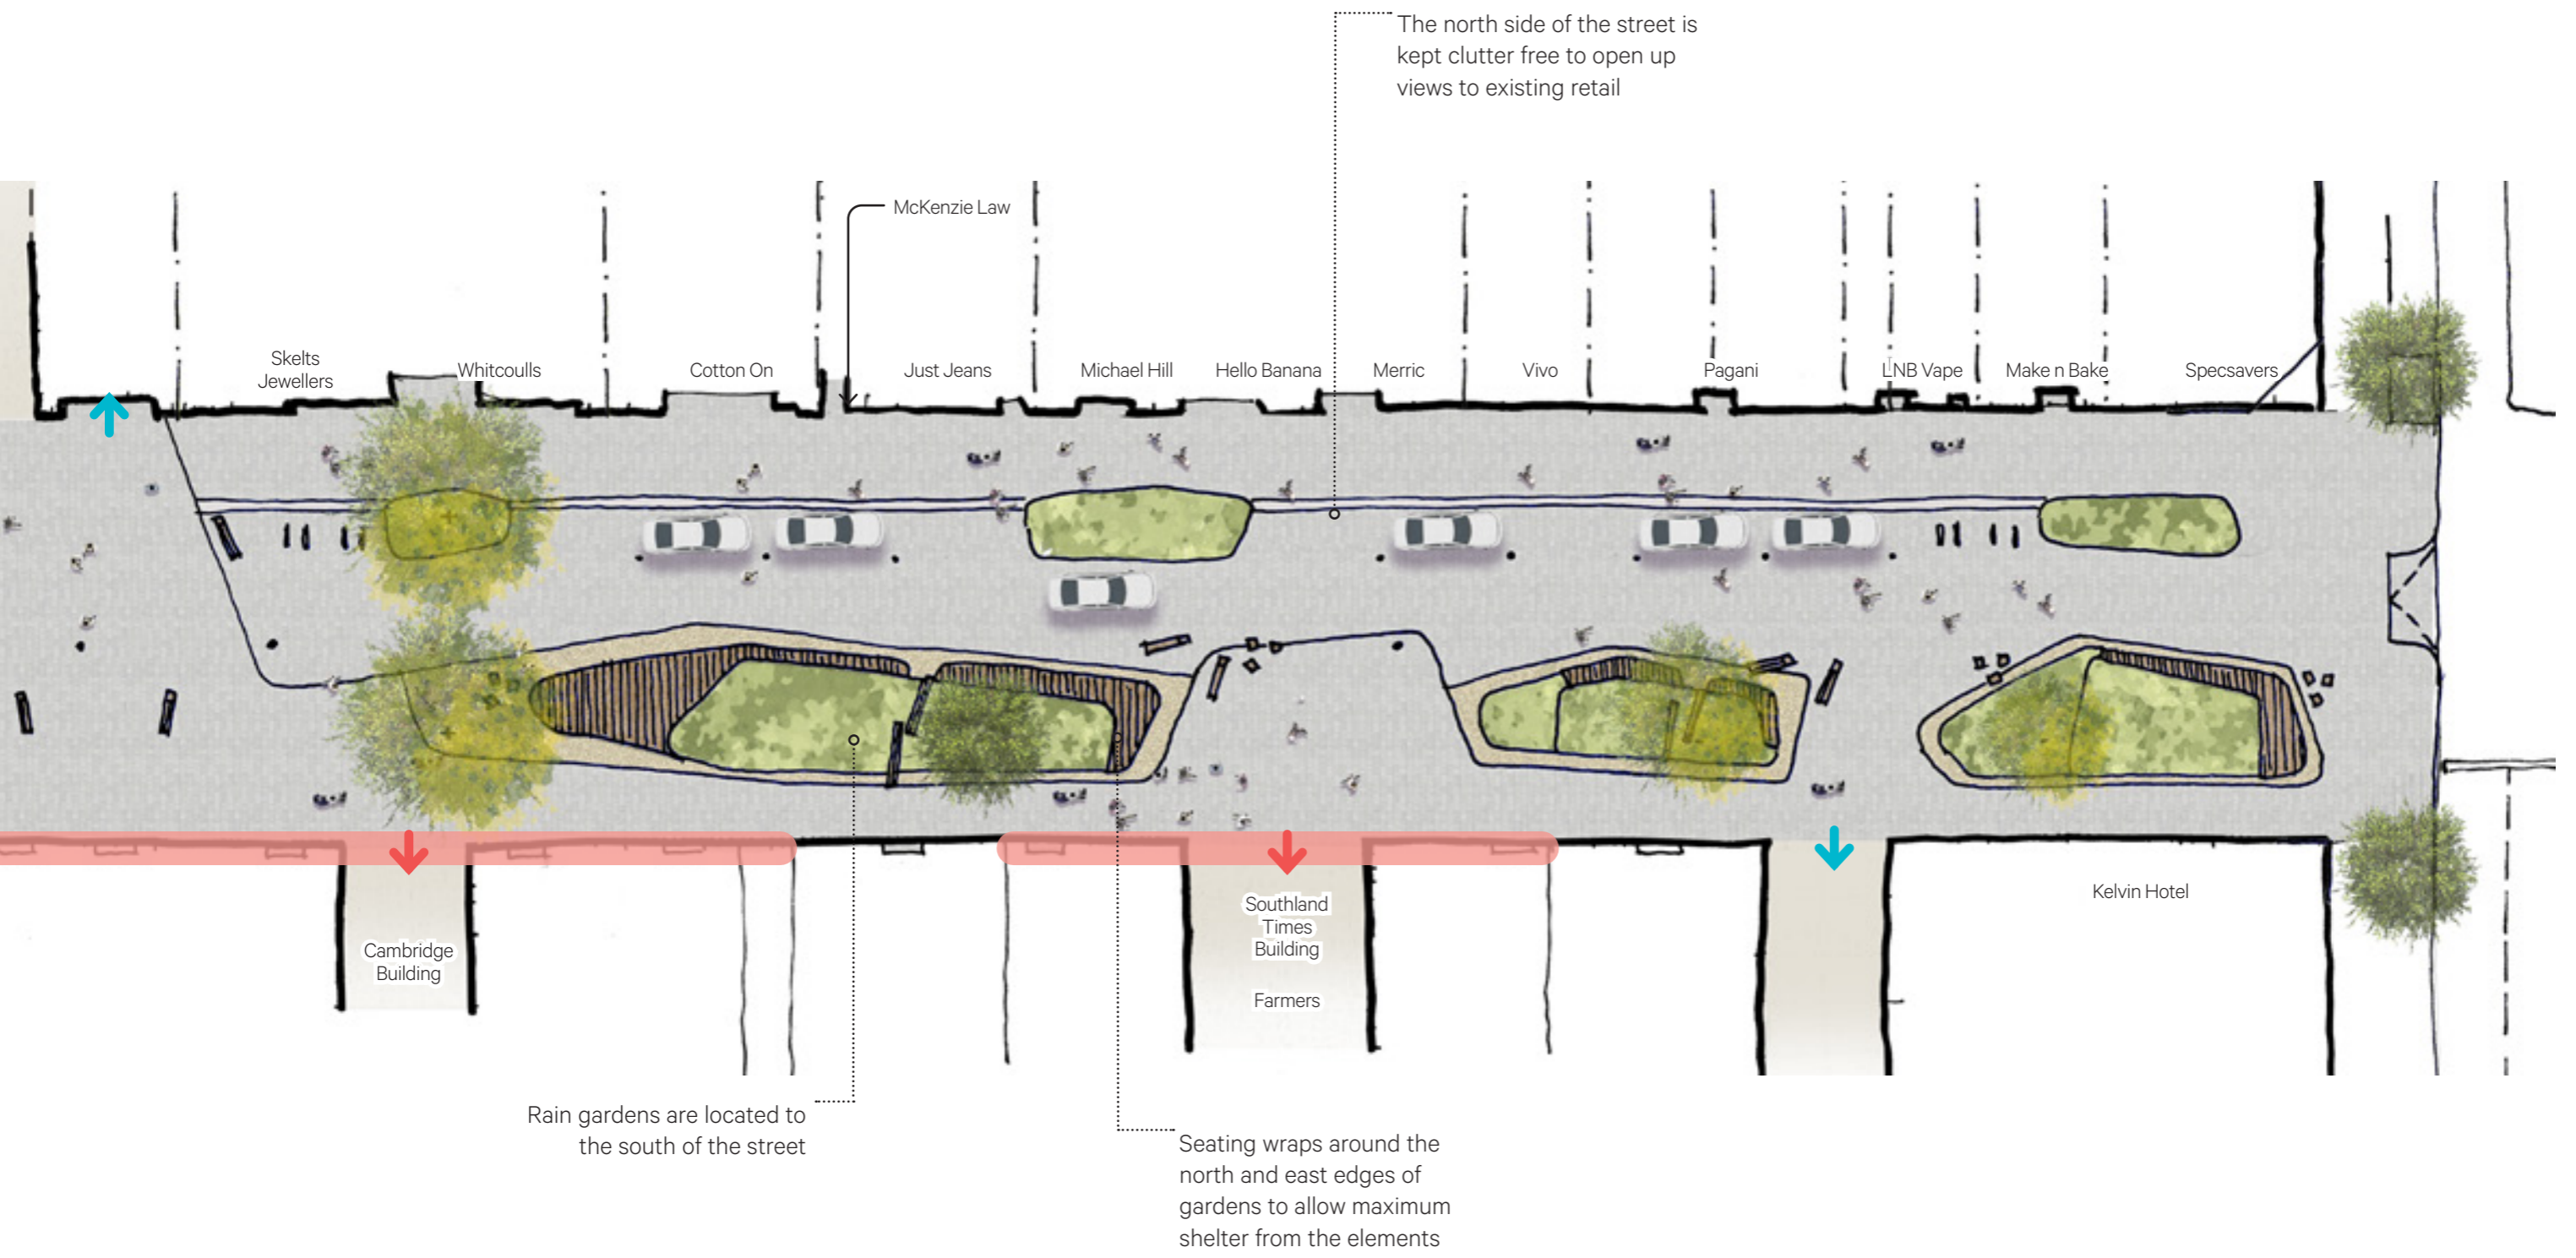 The north side of the street is
kept clutter free to open up
views to existing retail
McKenzie Law
Skelts
Jewellers
Whitcoulls
Cotton On
Just Jeans
Michael Hill
Hello Banana
Merric
Vivo
Pagani
LNB Vape
Make n Bake
Specsavers
Cambridge
Building
Southland
Times
Building
Farmers
Kelvin Hotel
Rain gardens are located to
the south of the street
Seating wraps around the
north and east edges of
gardens to allow maximum
shelter from the elements